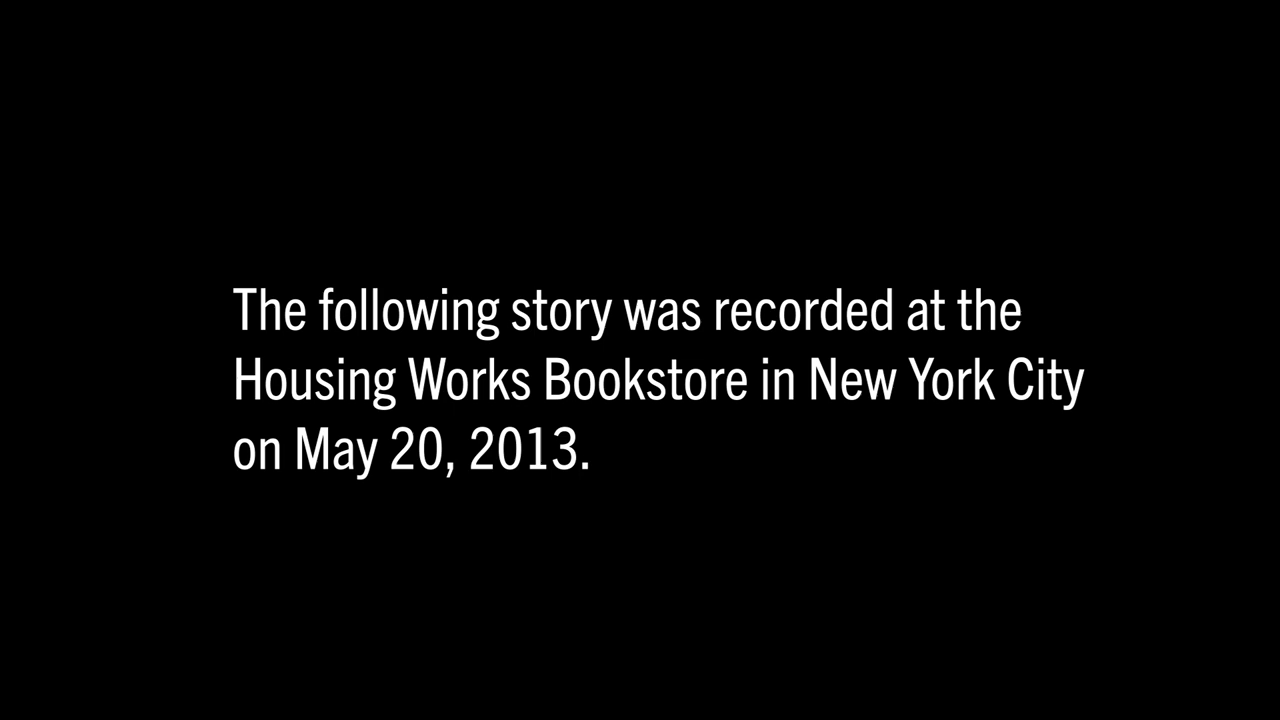 The following story was recorded at the
Housing Works Bookstore in New York City
on May 20, 2013.